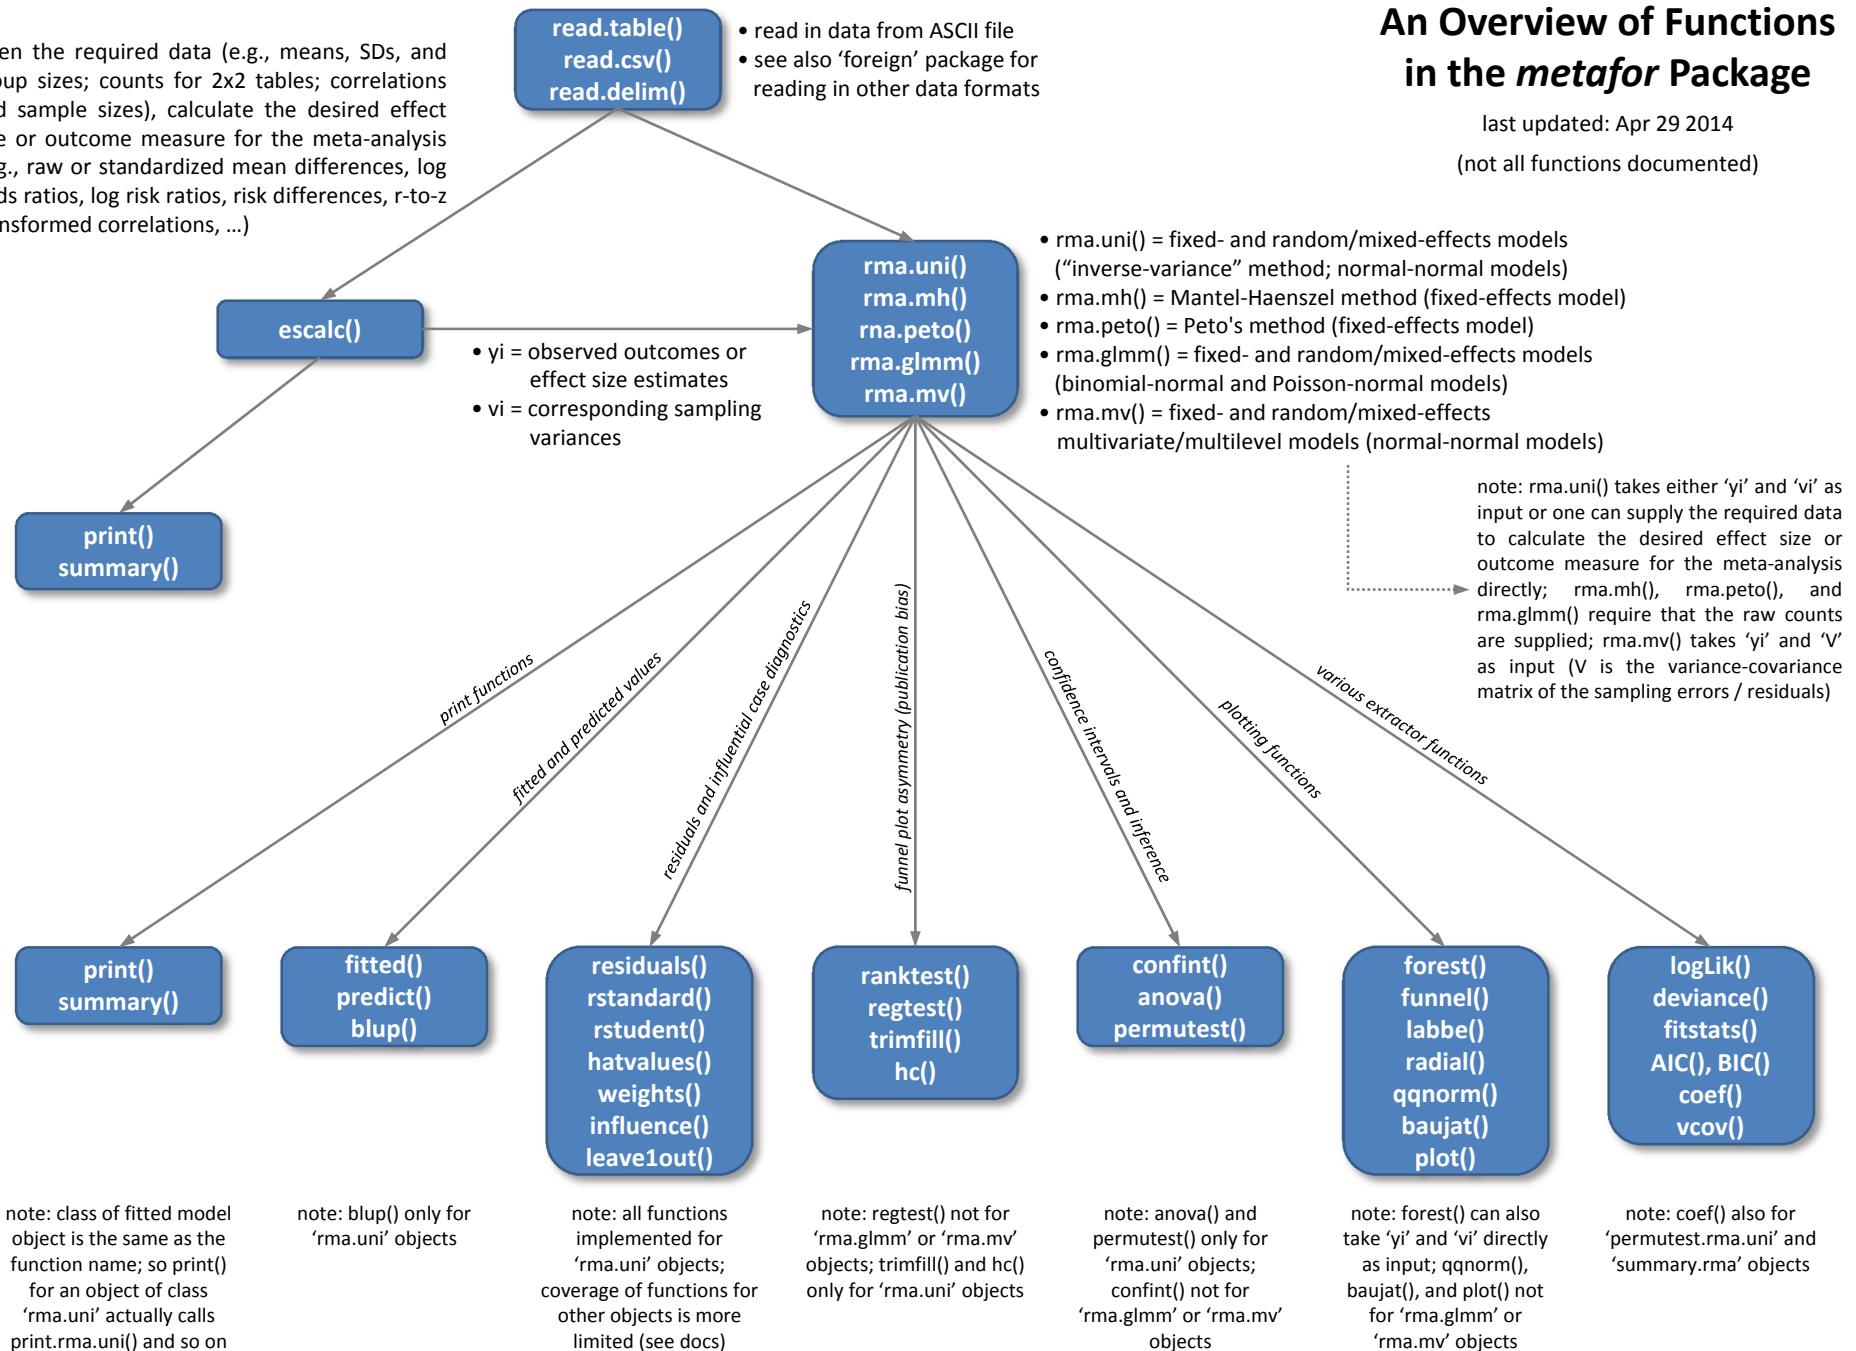 An Overview of Functions
in the metafor Package
last updated: Apr 29 2014
(not all functions documented)
the required data (e.g., means, SDs, and
sizes; counts for 2x2 tables; correlations
sample sizes), calculate the desired effect
or outcome measure for the meta-analysis
raw or standardized mean differences, log
ratios, log risk ratios, risk differences, r-to-z
correlations, …)
read.table()
read.csv()
read.delim()
• read in data from ASCII file
• see also ‘foreign’ package for
reading in other data formats
escalc()
• yi = observed outcomes or
effect size estimates
• vi = corresponding sampling
variances
rma.uni()
rma.mh()
rna.peto()
rma.glmm()
rma.mv()
• rma.uni() = fixed- and random/mixed-effects models
(“inverse-variance” method; normal-normal models)
• rma.mh() = Mantel-Haenszel method (fixed-effects model)
• rma.peto() = Peto's method (fixed-effects model)
• rma.glmm() = fixed- and random/mixed-effects models
(binomial-normal and Poisson-normal models)
• rma.mv() = fixed- and random/mixed-effects
multivariate/multilevel models (normal-normal models)
note: rma.uni() takes either ‘yi’ and ‘vi’ as
input or one can supply the required data
to calculate the desired effect size or
outcome measure for the meta-analysis
directly; rma.mh(), rma.peto(), and
rma.glmm() require that the raw counts
are supplied; rma.mv() takes ‘yi’ and ‘V’
as input (V is the variance-covariance
matrix of the sampling errors / residuals)
print()
summary()
print functions
fitted and predicted values
residuals and influential case diagnostics
funnel plot asymmetry (publication bias)
confidence intervals and inference
plotting functions
various extractor functions
print()
summary()
note: class of fitted model
object is the same as the
function name; so print()
for an object of class
‘rma.uni’ actually calls
print.rma.uni() and so on
fitted()
predict()
blup()
note: blup() only for
‘rma.uni’ objects
residuals()
rstandard()
rstudent()
hatvalues()
weights()
influence()
leave1out()
note: all functions
implemented for
‘rma.uni’ objects;
coverage of functions for
other objects is more
limited (see docs)
ranktest()
regtest()
trimfill()
hc()
note: regtest() not for
‘rma.glmm’ or ‘rma.mv’
objects; trimfill() and hc()
only for ‘rma.uni’ objects
confint()
anova()
permutest()
note: anova() and
permutest() only for
‘rma.uni’ objects;
confint() not for
‘rma.glmm’ or ‘rma.mv’
objects
forest()
funnel()
labbe()
radial()
qqnorm()
baujat()
plot()
note: forest() can also
take ‘yi’ and ‘vi’ directly
as input; qqnorm(),
baujat(), and plot() not
for ‘rma.glmm’ or
‘rma.mv’ objects
logLik()
deviance()
fitstats()
AIC(), BIC()
coef()
vcov()
note: coef() also for
‘permutest.rma.uni’ and
‘summary.rma’ objects